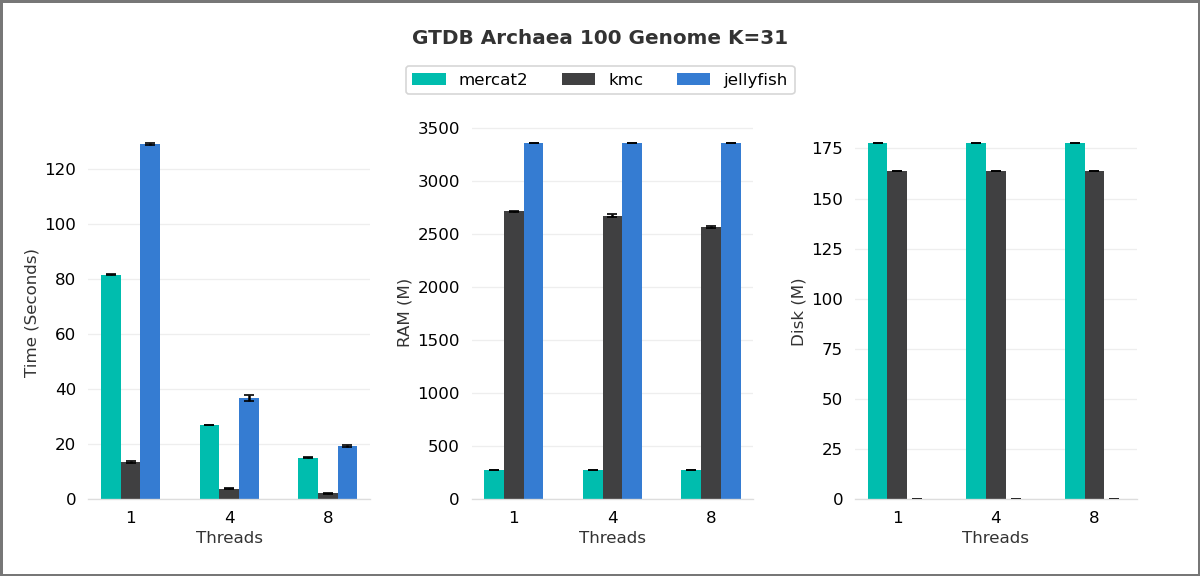 GTDB Archaea 100 Genome K=31
mercat2 kmc jellyfish
Time (Seconds)
120
100
80
60
40
20
0
1 4 8
Threads
RAM (M)
3500
3000
2500
2000
1500
1000
500
0
1 4 8
Threads
Disk (M)
175
150
125
100
75
50
25
0
1 4 8
Threads